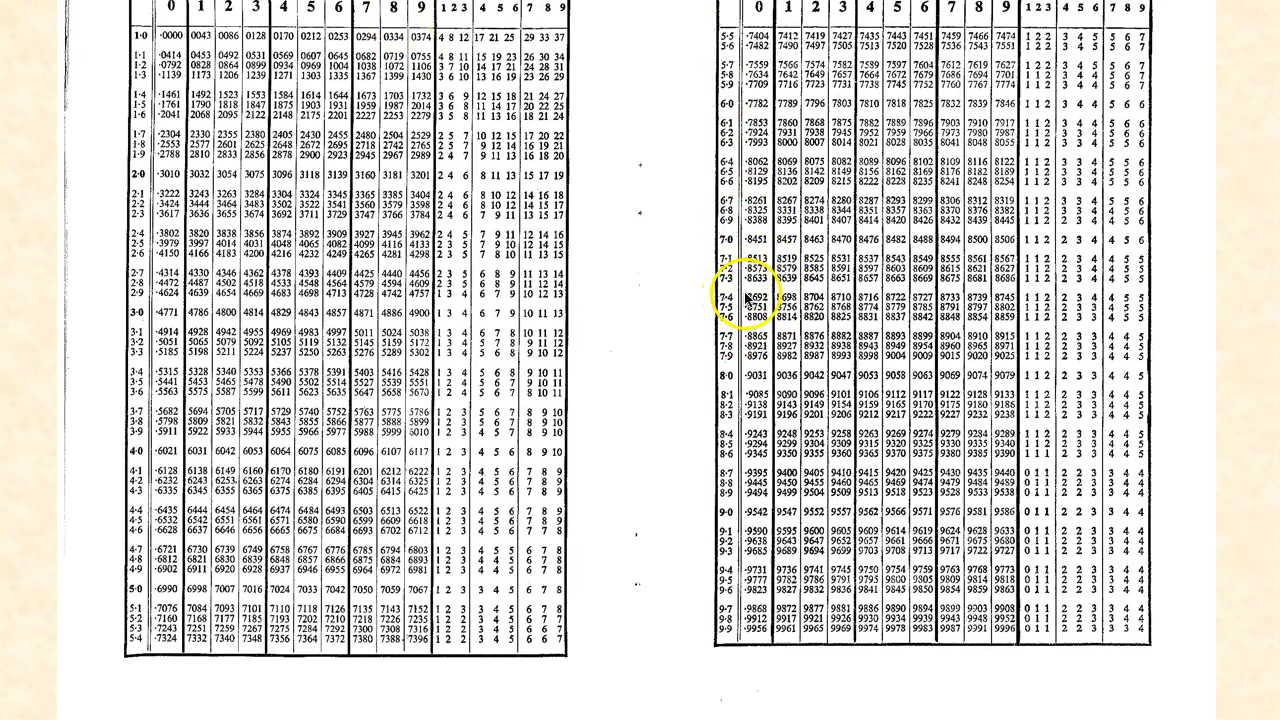 0 1 2 3 4 5 6 7 8 9 1 2 3 4 5 6 7 8 9
1·0 ·0000 0043 0086 0128 0170 0212 0253 0294 0334 0374 4 8 12 17 21 25 29 33 37
1·1 ·0414 0453 0492 0531 0569 0607 0645 0682 0719 0755 4 8 11 15 19 23 26 30 34
1·2 ·0792 0828 0864 0899 0934 0969 1004 1038 1072 1106 3 7 10 14 17 21 24 28 31
1·3 ·1139 1173 1206 1239 1271 1303 1335 1367 1399 1430 3 6 10 13 16 19 23 26 29
1·4 ·1461 1492 1523 1553 1584 1614 1644 1673 1703 1732 3 6 9 12 15 18 21 24 27
1·5 ·1761 1790 1818 1847 1875 1903 1931 1959 1987 2014 3 6 8 11 14 17 20 22 25
1·6 ·2041 2068 2095 2122 2148 2175 2201 2227 2253 2279 3 5 8 11 13 16 18 21 24
1·7 ·2304 2330 2355 2380 2405 2430 2455 2480 2504 2529 2 5 7 10 12 15 17 20 22
1·8 ·2553 2577 2601 2625 2648 2672 2695 2718 2742 2765 2 5 7 9 12 14 16 19 21
1·9 ·2788 2810 2833 2856 2878 2900 2923 2945 2967 2989 2 4 7 9 11 13 16 18 20
2·0 ·3010 3032 3054 3075 3096 3118 3139 3160 3181 3201 2 4 6 8 11 13 15 17 19
2·1 ·3222 3243 3263 3284 3304 3324 3345 3365 3385 3404 2 4 6 8 10 12 14 16 18
2·2 ·3424 3444 3464 3483 3502 3522 3541 3560 3579 3598 2 4 6 8 10 12 14 15 17
2·3 ·3617 3636 3655 3674 3692 3711 3729 3747 3766 3784 2 4 6 7 9 11 13 15 17
2·4 ·3802 3820 3838 3856 3874 3892 3909 3927 3945 3962 2 4 5 7 9 11 12 14 16
2·5 ·3979 3997 4014 4031 4048 4065 4082 4099 4116 4133 2 3 5 7 9 10 12 14 15
2·6 ·4150 4166 4183 4200 4216 4232 4249 4265 4281 4298 2 3 5 7 8 10 11 13 15
2·7 ·4314 4330 4346 4362 4378 4393 4409 4425 4440 4456 2 3 5 6 8 9 11 13 14
2·8 ·4472 4487 4502 4518 4533 4548 4564 4579 4594 4609 2 3 5 6 8 9 11 12 14
2·9 ·4624 4639 4654 4669 4683 4698 4713 4728 4742 4757 1 3 4 6 7 9 10 12 13
3·0 ·4771 4786 4800 4814 4829 4843 4857 4871 4886 4900 1 3 4 6 7 9 10 11 13
3·1 ·4914 4928 4942 4955 4969 4983 4997 5011 5024 5038 1 3 4 6 7 8 10 11 12
3·2 ·5051 5065 5079 5092 5105 5119 5132 5145 5159 5172 1 3 4 5 7 8 9 11 12
3·3 ·5185 5198 5211 5224 5237 5250 5263 5276 5289 5302 1 3 4 5 6 8 9 10 12
3·4 ·5315 5328 5340 5353 5366 5378 5391 5403 5416 5428 1 3 4 5 6 8 9 10 11
3·5 ·5441 5453 5465 5478 5490 5502 5514 5527 5539 5551 1 2 4 5 6 7 9 10 11
3·6 ·5563 5575 5587 5599 5611 5623 5635 5647 5658 5670 1 2 4 5 6 7 8 10 11
3·7 ·5682 5694 5705 5717 5729 5740 5752 5763 5775 5786 1 2 3 5 6 7 8 9 10
3·8 ·5798 5809 5821 5832 5843 5855 5866 5877 5888 5899 1 2 3 5 6 7 8 9 10
3·9 ·5911 5922 5933 5944 5955 5966 5977 5988 5999 6010 1 2 3 4 5 7 8 9 10
4·0 ·6021 6031 6042 6053 6064 6075 6085 6096 6107 6117 1 2 3 4 5 6 8 9 10
4·1 ·6128 6138 6149 6160 6170 6180 6191 6201 6212 6222 1 2 3 4 5 6 7 8 9
4·2 ·6232 6243 6253 6263 6274 6284 6294 6304 6314 6325 1 2 3 4 5 6 7 8 9
4·3 ·6335 6345 6355 6365 6375 6385 6395 6405 6415 6425 1 2 3 4 5 6 7 8 9
4·4 ·6435 6444 6454 6464 6474 6484 6493 6503 6513 6522 1 2 3 4 5 6 7 8 9
4·5 ·6532 6542 6551 6561 6571 6580 6590 6599 6609 6618 1 2 3 4 5 6 7 8 9
4·6 ·6628 6637 6646 6656 6665 6675 6684 6693 6702 6712 1 2 3 4 5 6 7 7 8
4·7 ·6721 6730 6739 6749 6758 6767 6776 6785 6794 6803 1 2 3 4 5 5 6 7 8
4·8 ·6812 6821 6830 6839 6848 6857 6866 6875 6884 6893 1 2 3 4 4 5 6 7 8
4·9 ·6902 6911 6920 6928 6937 6946 6955 6964 6972 6981 1 2 3 4 4 5 6 7 8
5·0 ·6990 6998 7007 7016 7024 7033 7042 7050 7059 7067 1 2 3 3 4 5 6 7 8
5·1 ·7076 7084 7093 7101 7110 7118 7126 7135 7143 7152 1 2 3 3 4 5 6 7 8
5·2 ·7160 7168 7177 7185 7193 7202 7210 7218 7226 7235 1 2 2 3 4 5 6 7 7
5·3 ·7243 7251 7259 7267 7275 7284 7292 7300 7308 7316 1 2 2 3 4 5 6 6 7
5·4 ·7324 7332 7340 7348 7356 7364 7372 7380 7388 7396 1 2 2 3 4 5 6 6 7
0 1 2 3 4 5 6 7 8 9 1 2 3 4 5 6 7 8 9
5·5 ·7404 7412 7419 7427 7435 7443 7451 7459 7466 7474 1 2 2 3 4 5 5 6 7
5·6 ·7482 7490 7497 7505 7513 7520 7528 7536 7543 7551 1 2 2 3 4 5 5 6 7
5·7 ·7559 7566 7574 7582 7589 7597 7604 7612 7619 7627 1 2 2 3 4 5 5 6 7
5·8 ·7634 7642 7649 7657 7664 7672 7679 7686 7694 7701 1 1 2 3 4 4 5 6 7
5·9 ·7709 7716 7723 7731 7738 7745 7752 7760 7767 7774 1 1 2 3 4 4 5 6 7
6·0 ·7782 7789 7796 7803 7810 7818 7825 7832 7839 7846 1 1 2 3 4 4 5 6 6
6·1 ·7853 7860 7868 7875 7882 7889 7896 7903 7910 7917 1 1 2 3 4 4 5 6 6
6·2 ·7924 7931 7938 7945 7952 7959 7966 7973 7980 7987 1 1 2 3 3 4 5 6 6
6·3 ·7993 8000 8007 8014 8021 8028 8035 8041 8048 8055 1 1 2 3 3 4 5 5 6
6·4 ·8062 8069 8075 8082 8089 8096 8102 8109 8116 8122 1 1 2 3 3 4 5 5 6
6·5 ·8129 8136 8142 8149 8156 8162 8169 8176 8182 8189 1 1 2 3 3 4 5 5 6
6·6 ·8195 8202 8209 8215 8222 8228 8235 8241 8248 8254 1 1 2 3 3 4 5 5 6
6·7 ·8261 8267 8274 8280 8287 8293 8299 8306 8312 8319 1 1 2 3 3 4 5 5 6
6·8 ·8325 8331 8338 8344 8351 8357 8363 8370 8376 8382 1 1 2 3 3 4 4 5 6
6·9 ·8388 8395 8401 8407 8414 8420 8426 8432 8439 8445 1 1 2 3 3 4 4 5 6
7·0 ·8451 8457 8463 8470 8476 8482 8488 8494 8500 8506 1 1 2 3 3 4 4 5 6
7·1 ·8513 8519 8525 8531 8537 8543 8549 8555 8561 8567 1 1 2 2 3 4 4 5 5
7·2 ·8573 8579 8585 8591 8597 8603 8609 8615 8621 8627 1 1 2 2 3 4 4 5 5
7·3 ·8633 8639 8645 8651 8657 8663 8669 8675 8681 8686 1 1 2 2 3 4 4 5 5
7·4 8692 8698 8704 8710 8716 8722 8727 8733 8739 8745 1 1 2 2 3 4 4 5 5
7·5 ·8751 8756 8762 8768 8774 8779 8785 8791 8797 8802 1 1 2 2 3 3 4 5 5
7·6 ·8808 8814 8820 8825 8831 8837 8842 8848 8854 8859 1 1 2 2 3 3 4 5 5
7·7 ·8865 8871 8876 8882 8887 8893 8899 8904 8910 8915 1 1 2 2 3 3 4 4 5
7·8 ·8921 8927 8932 8938 8943 8949 8954 8960 8965 8971 1 1 2 2 3 3 4 4 5
7·9 ·8976 8982 8987 8993 8998 9004 9009 9015 9020 9025 1 1 2 2 3 3 4 4 5
8·0 ·9031 9036 9042 9047 9053 9058 9063 9069 9074 9079 1 1 2 2 3 3 4 4 5
8·1 ·9085 9090 9096 9101 9106 9112 9117 9122 9128 9133 1 1 2 2 3 3 4 4 5
8·2 ·9138 9143 9149 9154 9159 9165 9170 9175 9180 9186 1 1 2 2 3 3 4 4 5
8·3 ·9191 9196 9201 9206 9212 9217 9222 9227 9232 9238 1 1 2 2 3 3 4 4 5
8·4 ·9243 9248 9253 9258 9263 9269 9274 9279 9284 9289 1 1 2 2 3 3 4 4 5
8·5 ·9294 9299 9304 9309 9315 9320 9325 9330 9335 9340 1 1 2 2 3 3 4 4 5
8·6 ·9345 9350 9355 9360 9365 9370 9375 9380 9385 9390 1 1 2 2 3 3 4 4 5
8·7 ·9395 9400 9405 9410 9415 9420 9425 9430 9435 9440 0 1 1 2 2 3 3 4 4
8·8 ·9445 9450 9455 9460 9465 9469 9474 9479 9484 9489 0 1 1 2 2 3 3 4 4
8·9 ·9494 9499 9504 9509 9513 9518 9523 9528 9533 9538 0 1 1 2 2 3 3 4 4
9·0 ·9542 9547 9552 9557 9562 9566 9571 9576 9581 9586 0 1 1 2 2 3 3 4 4
9·1 ·9590 9595 9600 9605 9609 9614 9619 9624 9628 9633 0 1 1 2 2 3 3 4 4
9·2 ·9638 9643 9647 9652 9657 9661 9666 9671 9675 9680 0 1 1 2 2 3 3 4 4
9·3 ·9685 9689 9694 9699 9703 9708 9713 9717 9722 9727 0 1 1 2 2 3 3 4 4
9·4 ·9731 9736 9741 9745 9750 9754 9759 9763 9768 9773 0 1 1 2 2 3 3 4 4
9·5 ·9777 9782 9786 9791 9795 9800 9805 9809 9814 9818 0 1 1 2 2 3 3 4 4
9·6 ·9823 9827 9832 9836 9841 9845 9850 9854 9859 9863 0 1 1 2 2 3 3 4 4
9·7 ·9868 9872 9877 9881 9886 9890 9894 9899 9903 9908 0 1 1 2 2 3 3 4 4
9·8 ·9912 9917 9921 9926 9930 9934 9939 9943 9948 9952 0 1 1 2 2 3 3 4 4
9·9 ·9956 9961 9965 9969 9974 9978 9983 9987 9991 9996 0 1 1 2 2 3 3 3 4